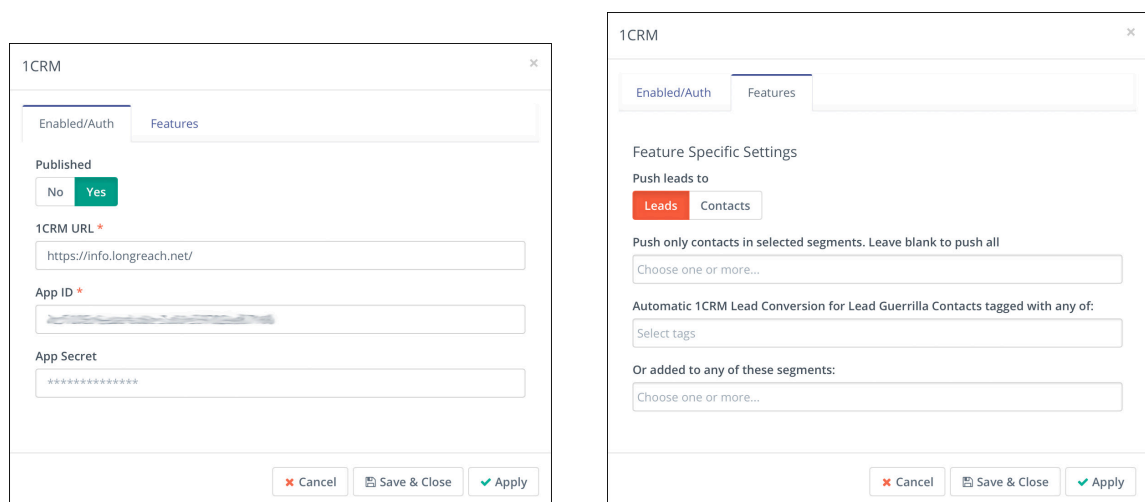 1CRM ×
Enabled/Auth Features
Published
No Yes
1CRM URL *
https://info.longreach.net/
App ID *
App Secret
**************
Cancel Save & Close Apply
1CRM ×
Enabled/Auth Features
Feature Specific Settings
Push leads to
Leads Contacts
Push only contacts in selected segments. Leave blank to push all
Choose one or more...
Automatic 1CRM Lead Conversion for Lead Guerrilla Contacts tagged with any of:
Select tags
Or added to any of these segments:
Choose one or more...
Cancel Save & Close Apply